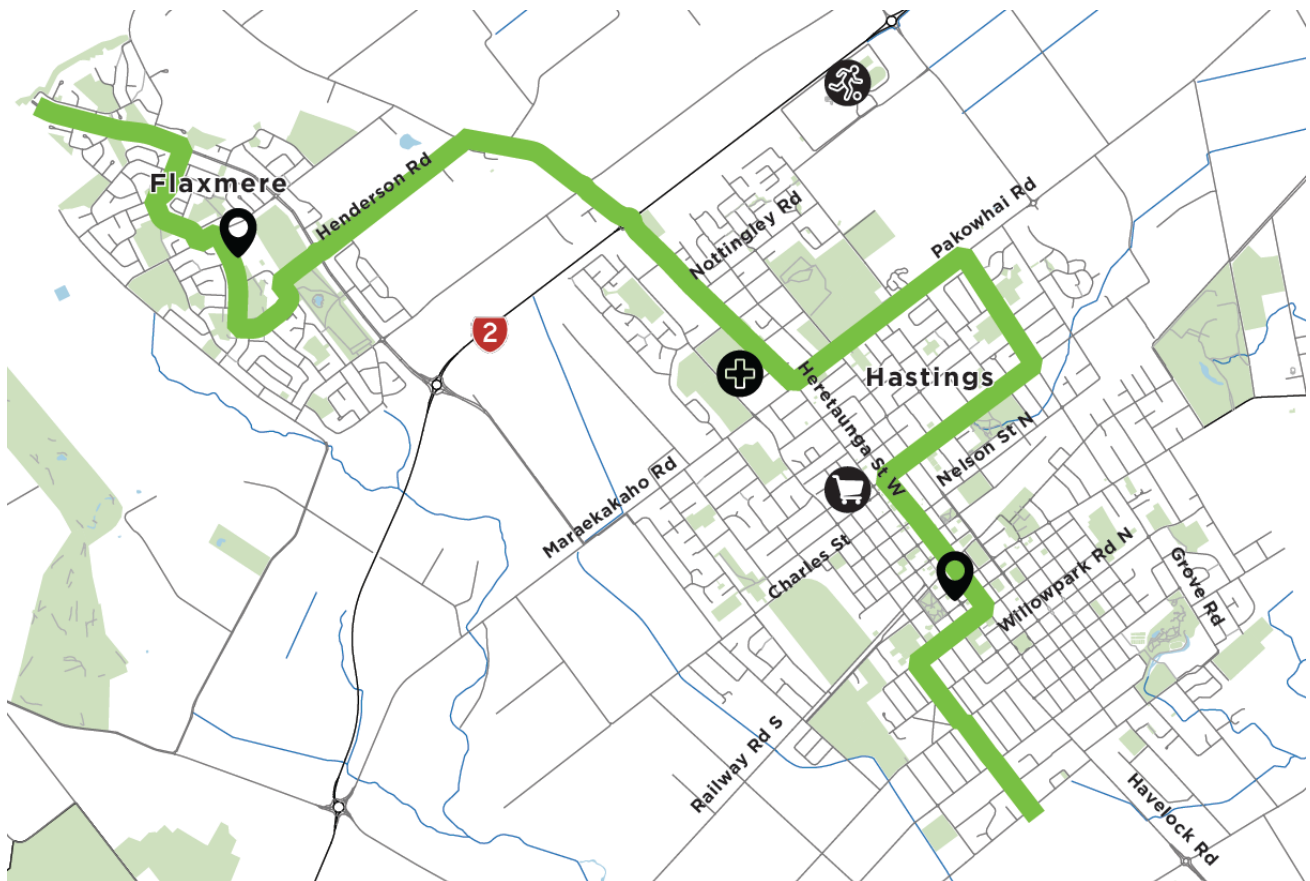 Flaxmere
Henderson Rd
Nottingley Rd
Pakowhai Rd
2
Heretaunga St W
Hastings
Nelson St N
Maraekakaho Rd
Charles St
Willowpark Rd N
Grove Rd
Railway Rd S
Havelock Rd